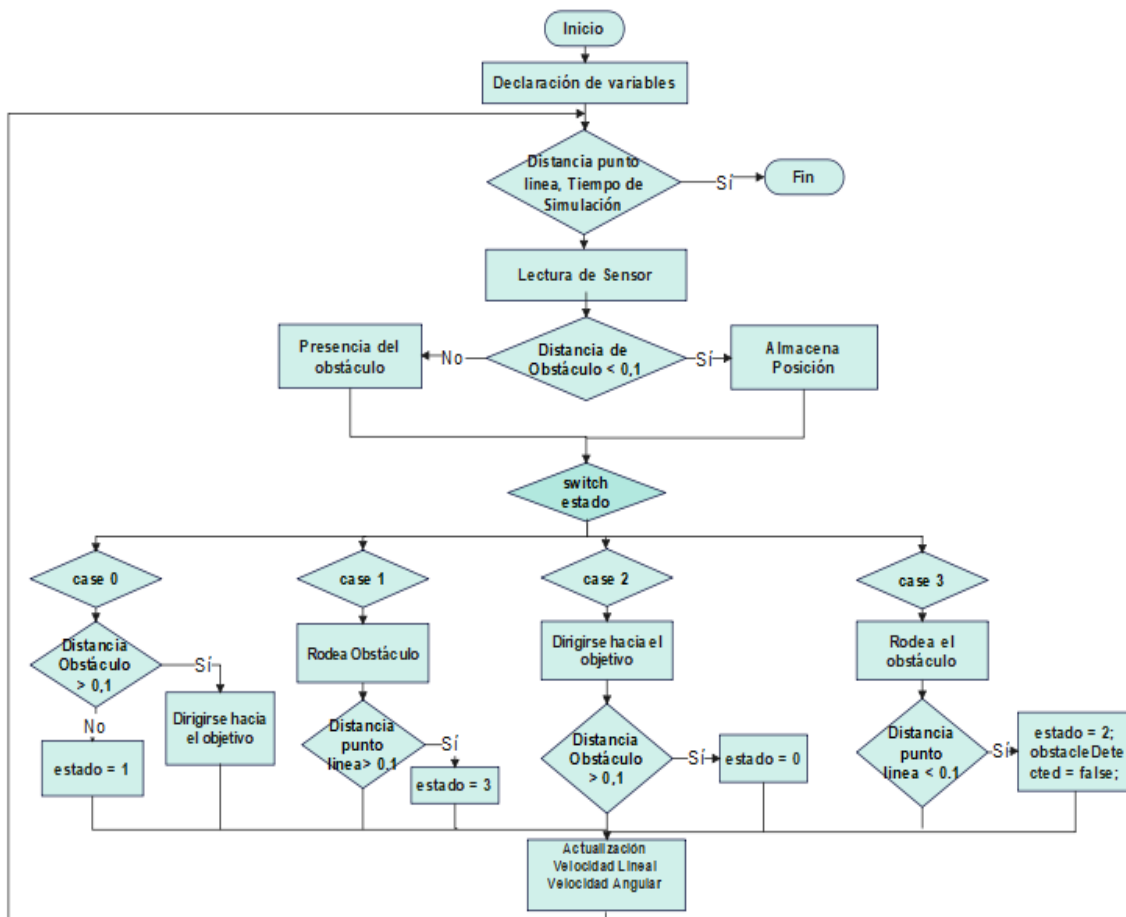 Inicio
Declaración de variables
Distancia punto
linea, Tiempo de
Simulación
Sí
Fin
Lectura de Sensor
Presencia del
obstáculo
No
Distancia de
Obstáculo < 0,1
Sí
Almacena
Posición
switch
estado
case 0
case 1
case 2
case 3
Distancia
Obstáculo
> 0,1
Sí
No
Dirigirse hacia
el objetivo
estado = 1
Rodea Obstáculo
Distancia
punto
linea> 0,1
Sí
estado = 3
Dirigirse hacia el
objetivo
Distancia
Obstáculo
> 0,1
Sí
estado = 0
Rodea el
obstáculo
Distancia
punto
linea < 0.1
Sí
estado = 2;
obstacleDete
cted = false;
Actualización
Velocidad Lineal
Velocidad Angular